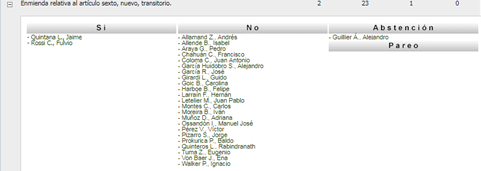 Enmienda relativa al artículo sexto, nuevo, transitorio. 2 23 1 0
Si
- Quintana L., Jaime
- Rossi C., Fulvio
No
- Allamand Z., Andrés
- Allende B., Isabel
- Araya G., Pedro
- Chahuán C., Francisco
- Coloma C., Juan Antonio
- García Huidobro S., Alejandro
- García R., José
- Girardi L., Guido
- Goic B., Carolina
- Harboe B., Felipe
- Larraín F., Hernán
- Letelier M., Juan Pablo
- Montes C., Carlos
- Moreira B., Iván
- Muñoz D., Adriana
- Ossandón I., Manuel José
- Pérez V., Víctor
- Pizarro S., Jorge
- Prokurica P., Baldo
- Quinteros L., Rabindranath
- Tuma Z., Eugenio
- Von Baer J., Ena
- Walker P., Ignacio
Abstención
- Guillier Á., Alejandro
Pareo